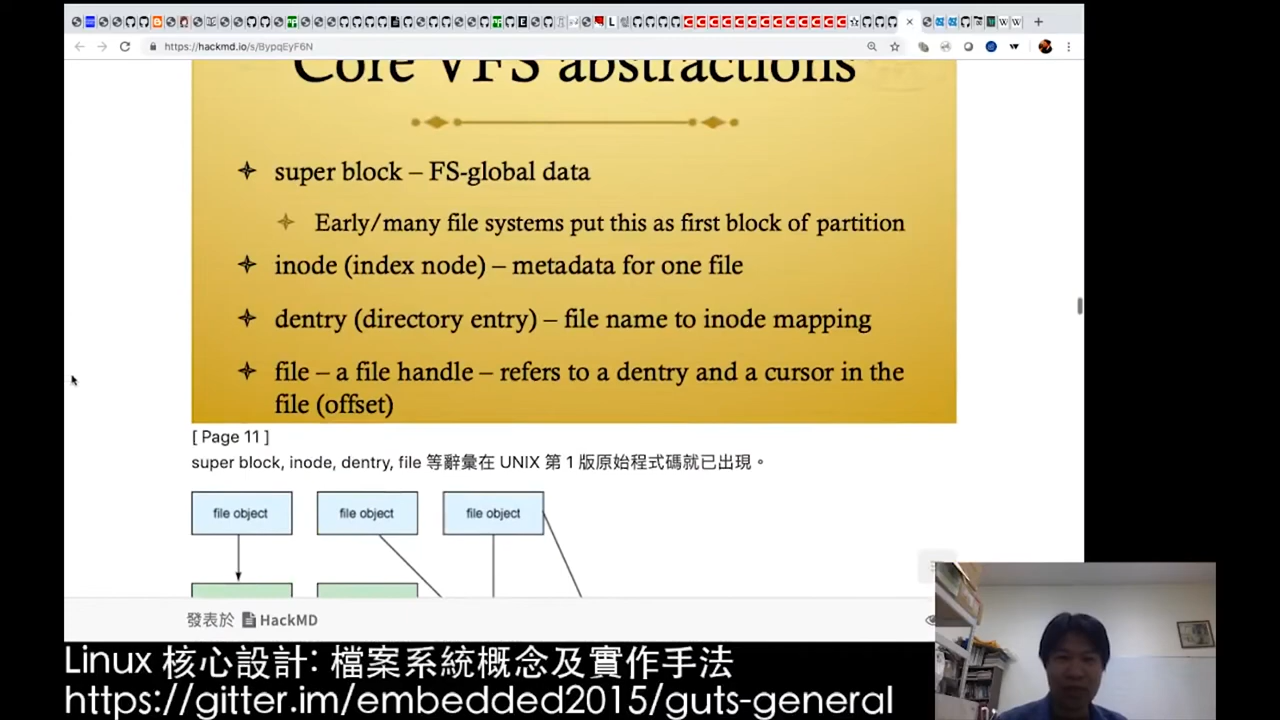 https://hackmd.io/s/BypqEyF6N
Core VFS abstractions
super block – FS-global data
Early/many file systems put this as first block of partition
inode (index node) – metadata for one file
dentry (directory entry) – file name to inode mapping
file – a file handle – refers to a dentry and a cursor in the
file (offset)
[ Page 11 ]
super block, inode, dentry, file 等辭彙在 UNIX 第 1 版原始程式碼就已出現。
file object file object file object
發表於 HackMD
Linux 核心設計: 檔案系統概念及實作手法
https://gitter.im/embedded2015/guts-general